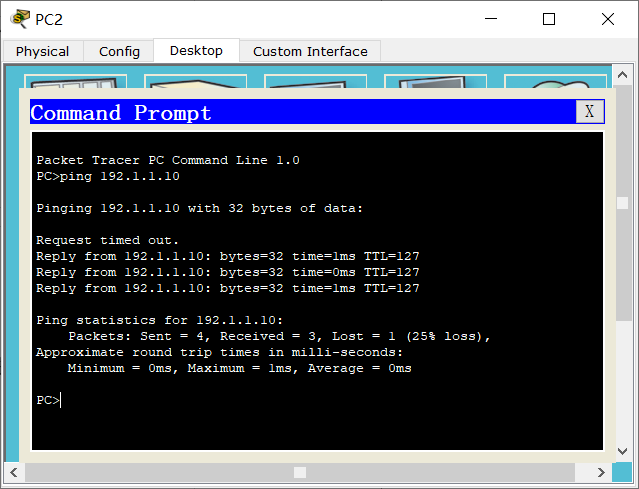 PC2
Physical Config Desktop Custom Interface
Command Prompt X
Packet Tracer PC Command Line 1.0
PC>ping 192.1.1.10
Pinging 192.1.1.10 with 32 bytes of data:
Request timed out.
Reply from 192.1.1.10: bytes=32 time=1ms TTL=127
Reply from 192.1.1.10: bytes=32 time=0ms TTL=127
Reply from 192.1.1.10: bytes=32 time=1ms TTL=127
Ping statistics for 192.1.1.10:
    Packets: Sent = 4, Received = 3, Lost = 1 (25% loss),
Approximate round trip times in milli-seconds:
    Minimum = 0ms, Maximum = 1ms, Average = 0ms
PC>